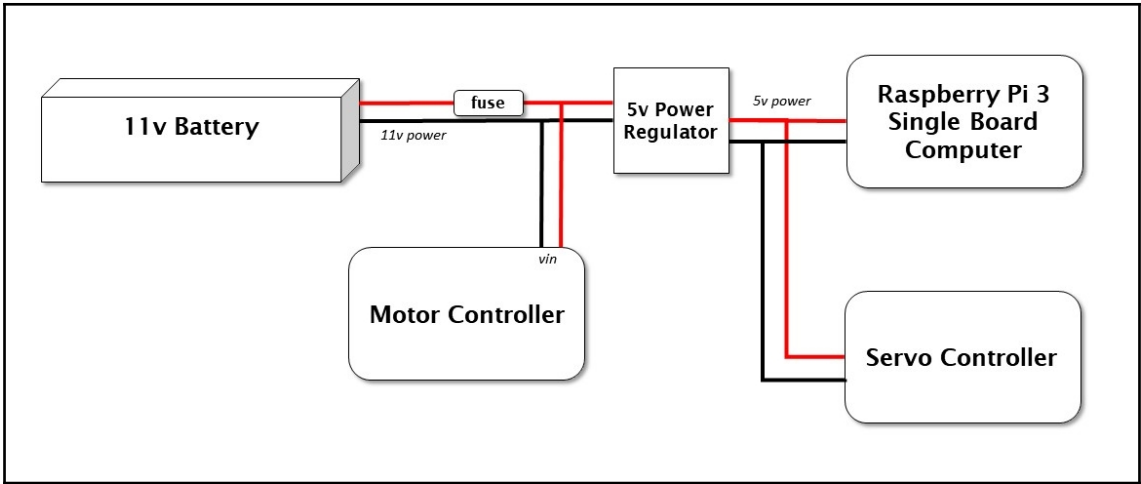 11v Battery
fuse
11v power
5v Power
Regulator
5v power
Raspberry Pi 3
Single Board
Computer
vin
Motor Controller
Servo Controller